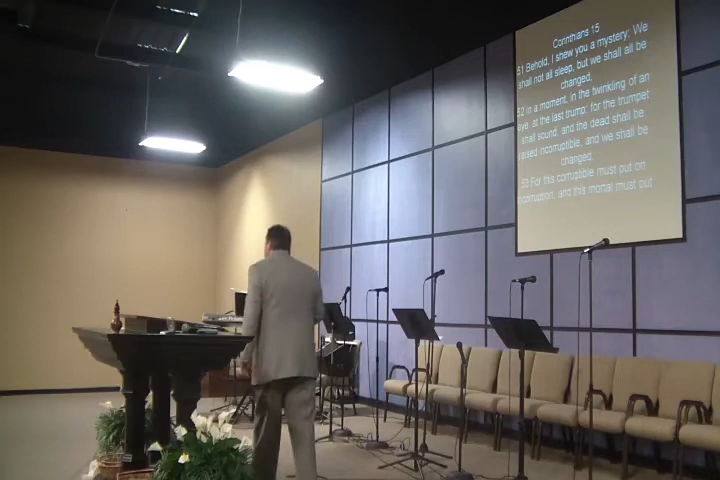 Corinthians 15
51 Behold, I shew you a mystery; We
shall not all sleep, but we shall all be
changed,
52 In a moment, in the twinkling of an
eye, at the last trump: for the trumpet
shall sound, and the dead shall be
raised incorruptible, and we shall be
changed.
53 For this corruptible must put on
incorruption, and this mortal must put